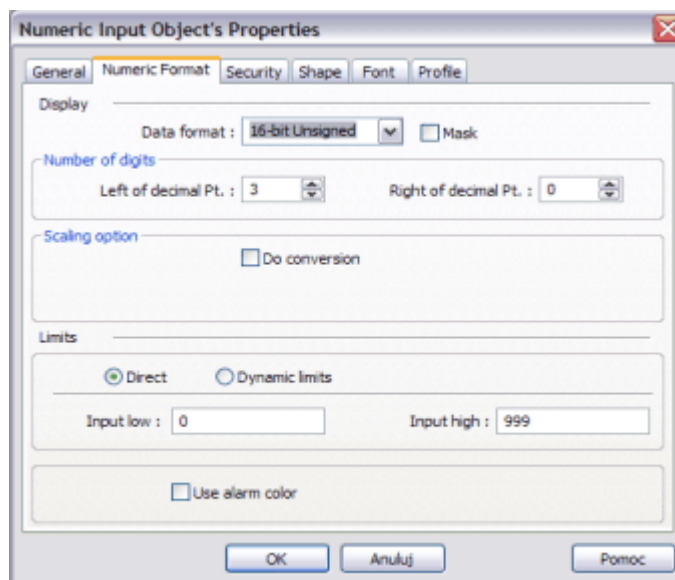 Numeric Input Object's Properties
General Numeric Format Security Shape Font Profile
Display
Data format : 16-bit Unsigned Mask
Number of digits
Left of decimal Pt. : 3 Right of decimal Pt. : 0
Scaling option
Do conversion
Limits
Direct Dynamic limits
Input low : 0 Input high : 999
Use alarm color
OK Anuluj Pomoc